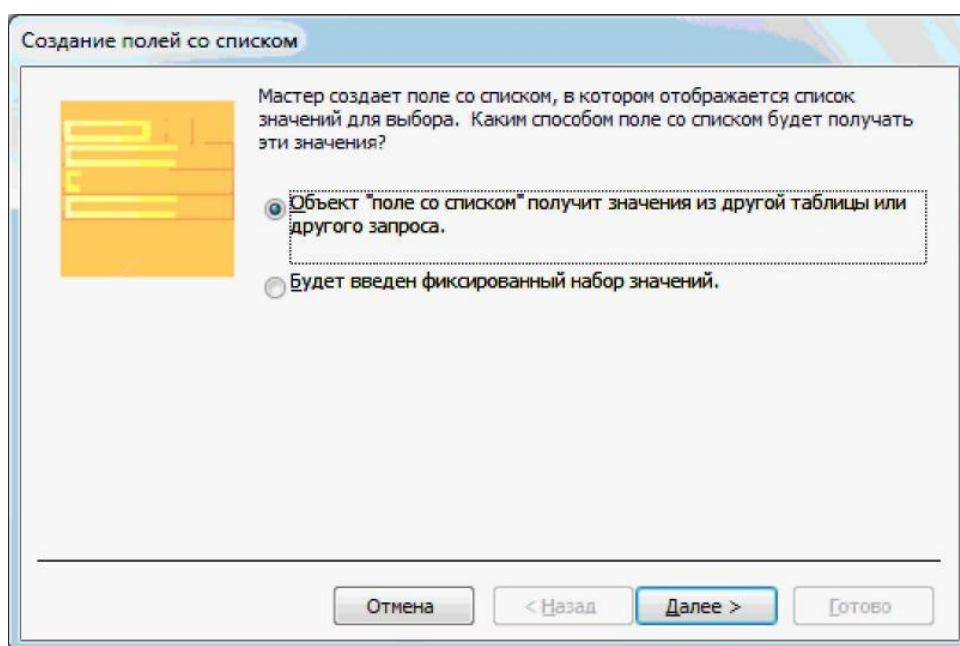 Создание полей со списком
Мастер создает поле со списком, в котором отображается список
значений для выбора. Каким способом поле со списком будет получать
эти значения?
Объект "поле со списком" получит значения из другой таблицы или
другого запроса.
Будет введен фиксированный набор значений.
Отмена
< Назад
Далее >
Готово